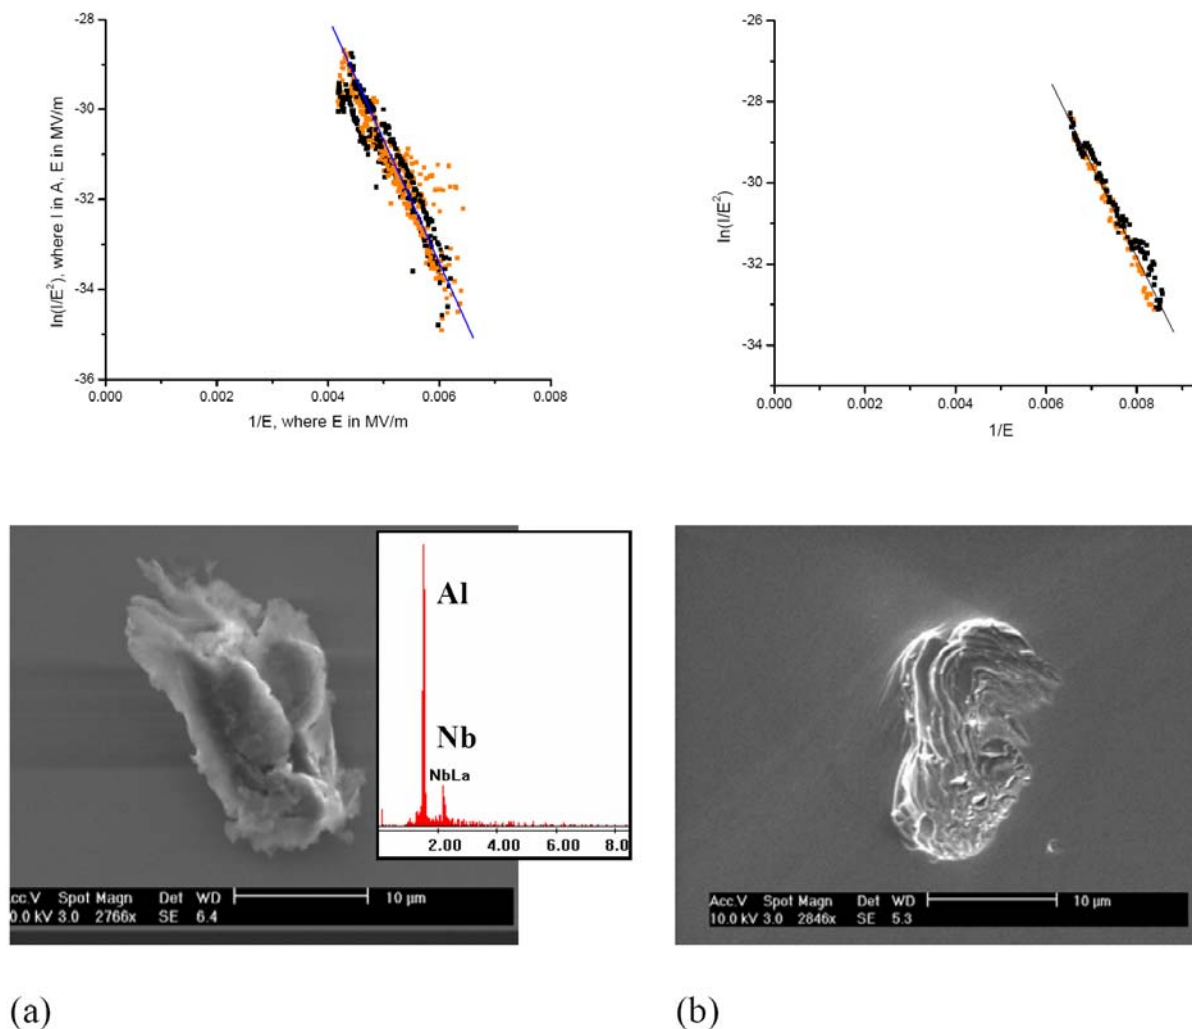 -28
-30
-32
-34
-36
0.000 0.002 0.004 0.006 0.008
ln(I/E²), where I in A, E in MV/m
1/E, where E in MV/m
-26
-28
-30
-32
-34
0.000 0.002 0.004 0.006 0.008
ln(I/E²)
1/E
Al
Nb
NbLa
2.00 4.00 6.00 8.0
Acc.V Spot Magn Det WD 10 µm
0.0 kV 3.0 2766x SE 6.4
Acc.V Spot Magn Det WD 10 µm
10.0 kV 3.0 2846x SE 5.3
(a)
(b)